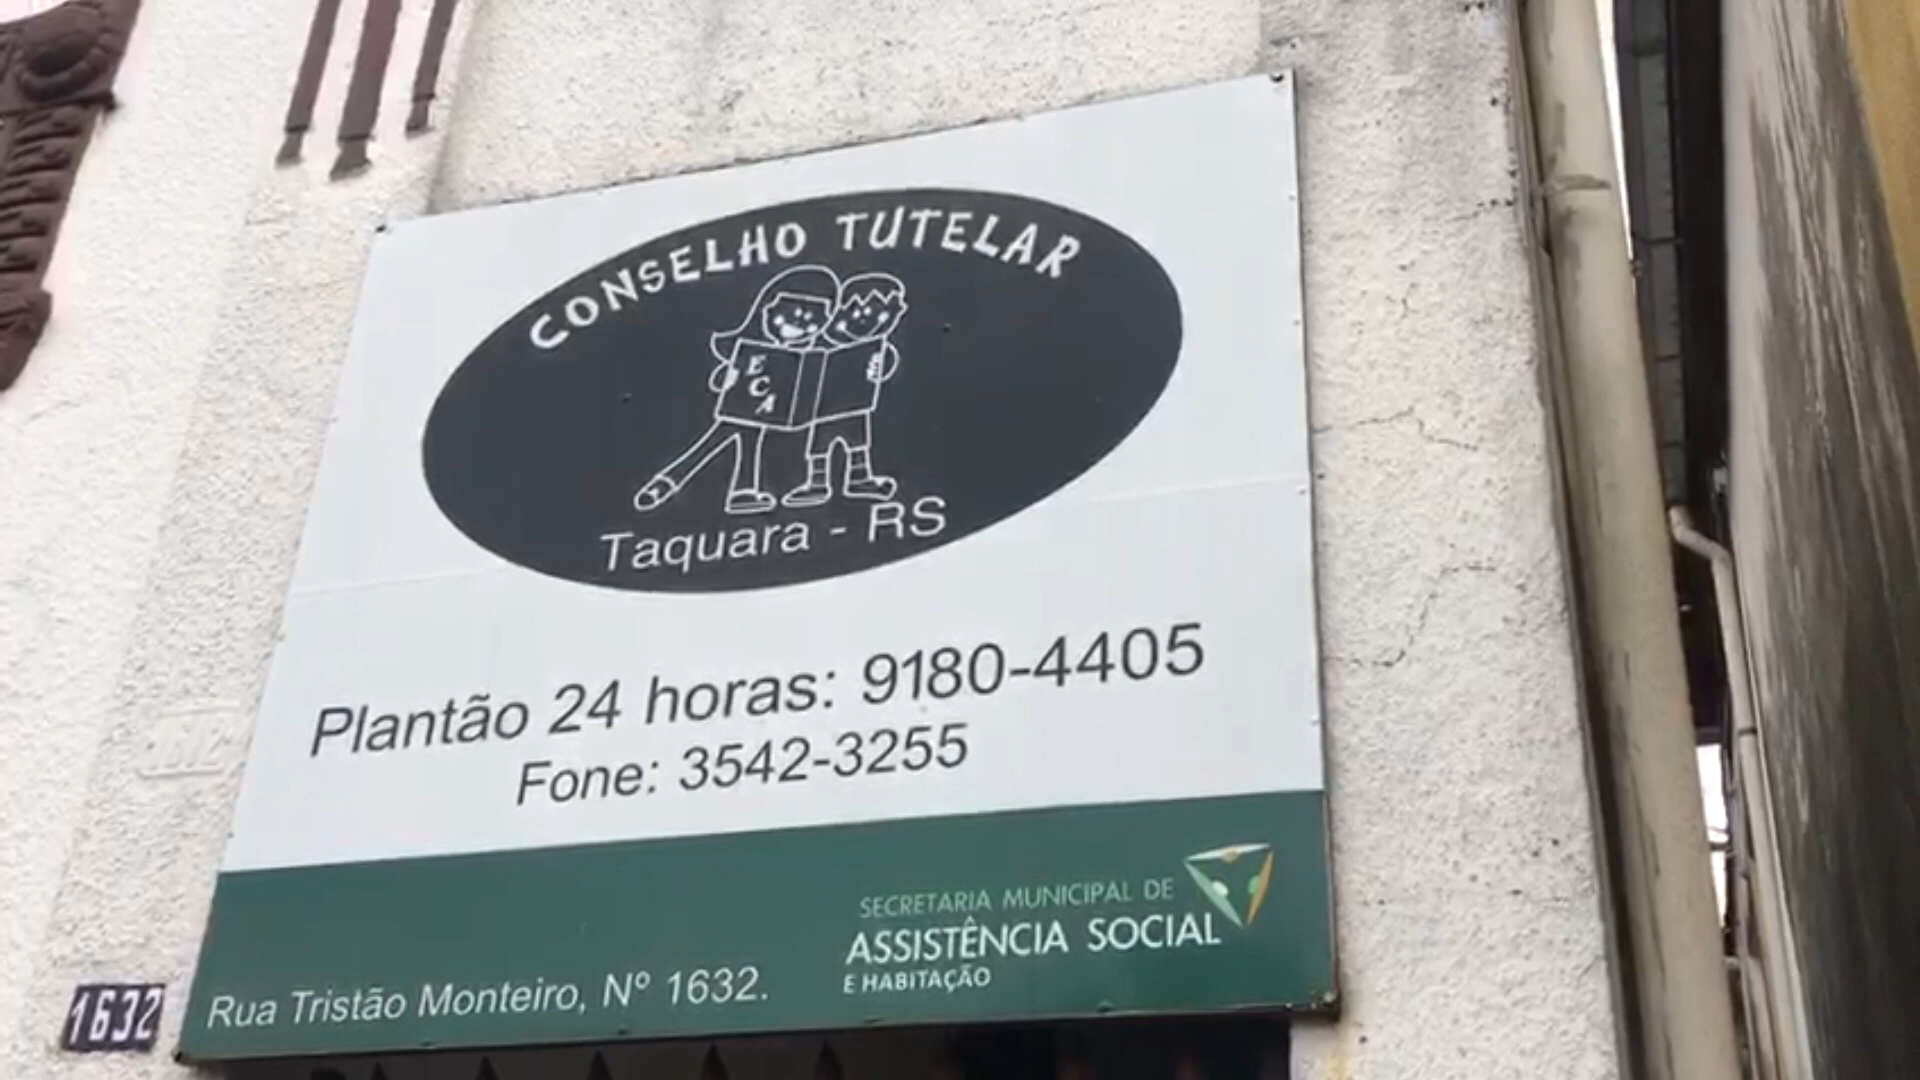 CONSELHO TUTELAR
E
C
A
Taquara - RS
Plantão 24 horas: 9180-4405
Fone: 3542-3255
SECRETARIA MUNICIPAL DE
ASSISTÊNCIA SOCIAL
E HABITAÇÃO
Rua Tristão Monteiro, Nº 1632.
1632